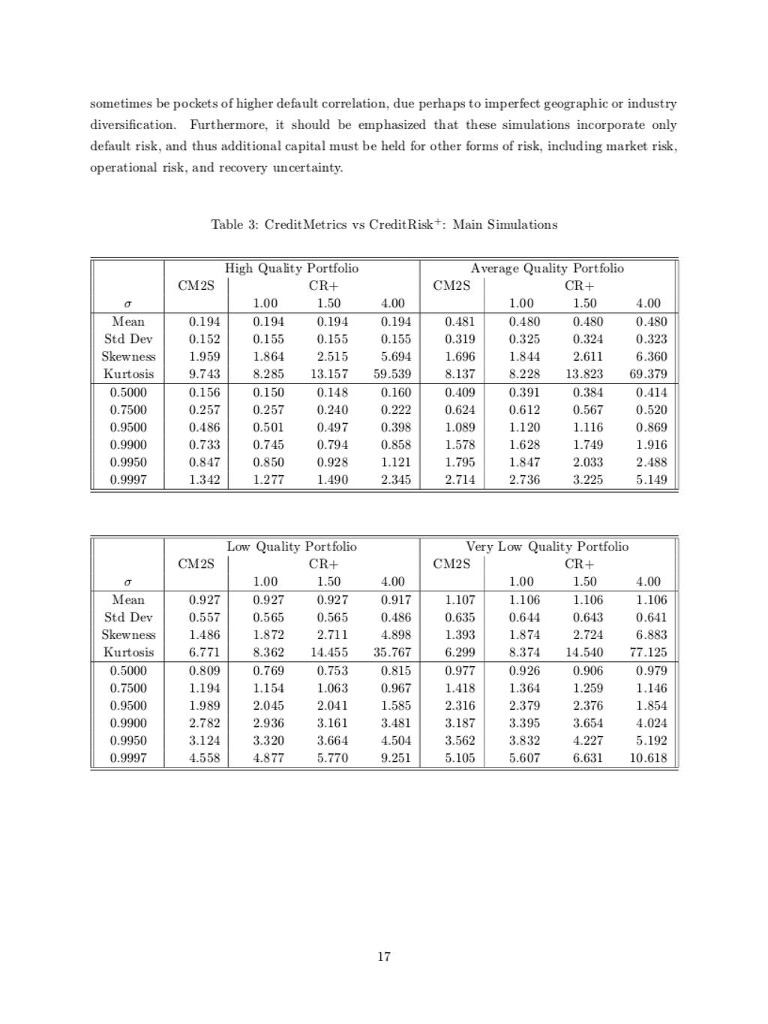 sometimes be pockets of higher default correlation, due perhaps to imperfect geographic or industry
diversification. Furthermore, it should be emphasized that these simulations incorporate only
default risk, and thus additional capital must be held for other forms of risk, including market risk,
operational risk, and recovery uncertainty.
Table 3: CreditMetrics vs CreditRisk+: Main Simulations
High Quality Portfolio Average Quality Portfolio
CM2S CR+ CM2S CR+
σ 1.00 1.50 4.00 1.00 1.50 4.00
Mean 0.194 0.194 0.194 0.194 0.481 0.480 0.480 0.480
Std Dev 0.152 0.155 0.155 0.155 0.319 0.325 0.324 0.323
Skewness 1.959 1.864 2.515 5.694 1.696 1.844 2.611 6.360
Kurtosis 9.743 8.285 13.157 59.539 8.137 8.228 13.823 69.379
0.5000 0.156 0.150 0.148 0.160 0.409 0.391 0.384 0.414
0.7500 0.257 0.257 0.240 0.222 0.624 0.612 0.567 0.520
0.9500 0.486 0.501 0.497 0.398 1.089 1.120 1.116 0.869
0.9900 0.733 0.745 0.794 0.858 1.578 1.628 1.749 1.916
0.9950 0.847 0.850 0.928 1.121 1.795 1.847 2.033 2.488
0.9997 1.342 1.277 1.490 2.345 2.714 2.736 3.225 5.149
Low Quality Portfolio Very Low Quality Portfolio
CM2S CR+ CM2S CR+
σ 1.00 1.50 4.00 1.00 1.50 4.00
Mean 0.927 0.927 0.927 0.917 1.107 1.106 1.106 1.106
Std Dev 0.557 0.565 0.565 0.486 0.635 0.644 0.643 0.641
Skewness 1.486 1.872 2.711 4.898 1.393 1.874 2.724 6.883
Kurtosis 6.771 8.362 14.455 35.767 6.299 8.374 14.540 77.125
0.5000 0.809 0.769 0.753 0.815 0.977 0.926 0.906 0.979
0.7500 1.194 1.154 1.063 0.967 1.418 1.364 1.259 1.146
0.9500 1.989 2.045 2.041 1.585 2.316 2.379 2.376 1.854
0.9900 2.782 2.936 3.161 3.481 3.187 3.395 3.654 4.024
0.9950 3.124 3.320 3.664 4.504 3.562 3.832 4.227 5.192
0.9997 4.558 4.877 5.770 9.251 5.105 5.607 6.631 10.618
17